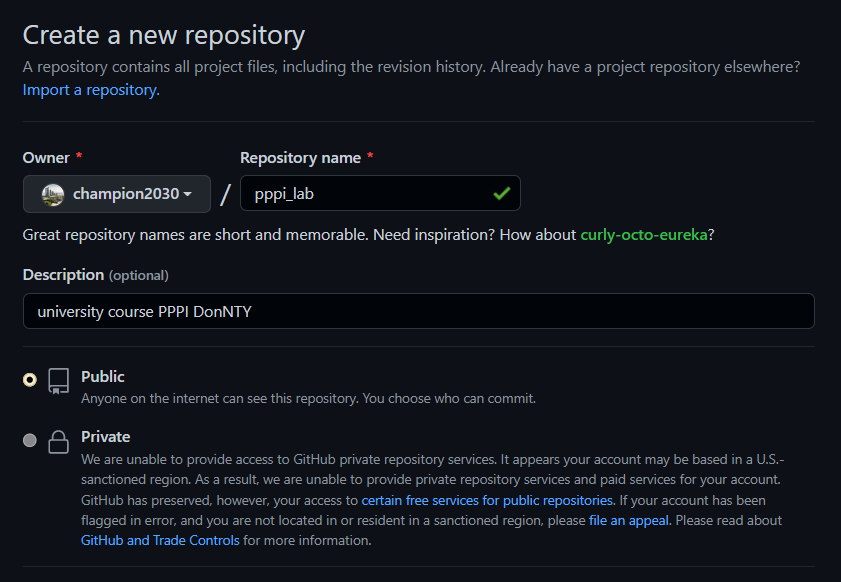 Create a new repository
A repository contains all project files, including the revision history. Already have a project repository elsewhere?
Import a repository.
Owner *
Repository name *
champion2030 / pppi_lab
Great repository names are short and memorable. Need inspiration? How about curly-octo-eureka?
Description (optional)
university course PPPI DonNTY
Public
Anyone on the internet can see this repository. You choose who can commit.
Private
We are unable to provide access to GitHub private repository services. It appears your account may be based in a U.S.-
sanctioned region. As a result, we are unable to provide private repository services and paid services for your account.
GitHub has preserved, however, your access to certain free services for public repositories. If your account has been
flagged in error, and you are not located in or resident in a sanctioned region, please file an appeal. Please read about
GitHub and Trade Controls for more information.